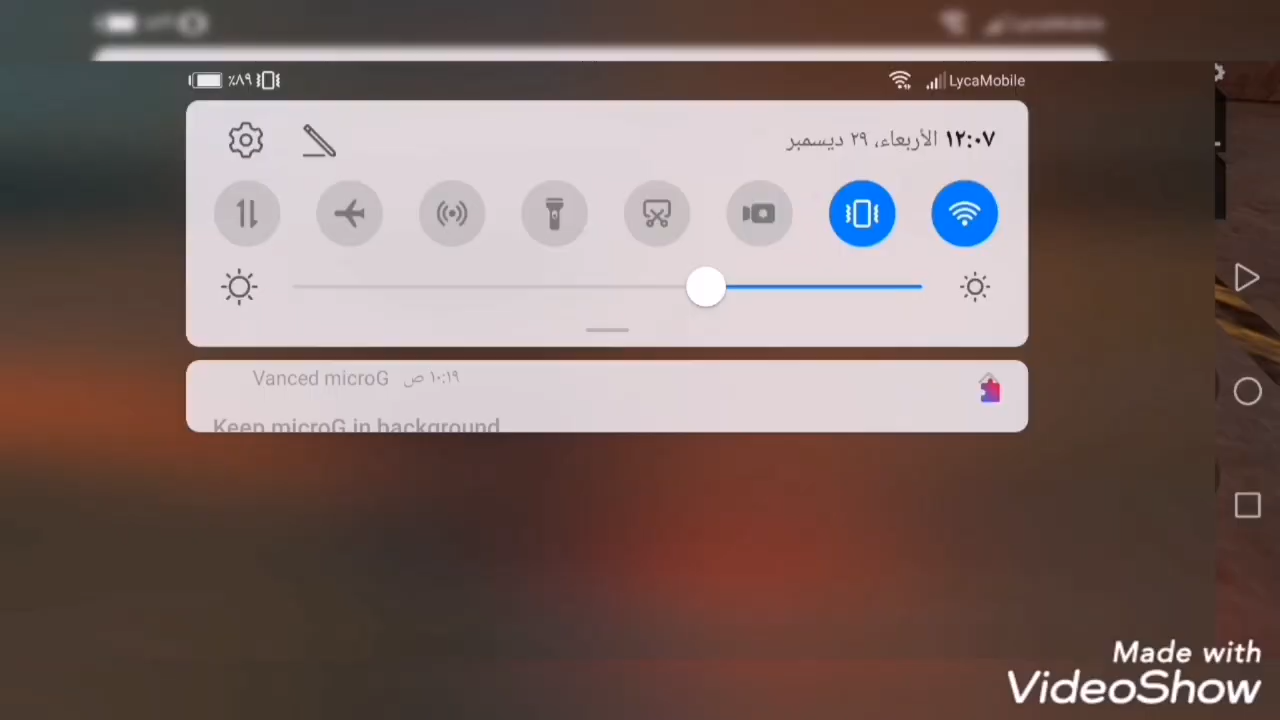 ٪٨٩
LycaMobile
١٢:٠٧ الأربعاء، ٢٩ ديسمبر
Vanced microG ١٠:١٩ ص
Keep microG in background
Made with
VideoShow